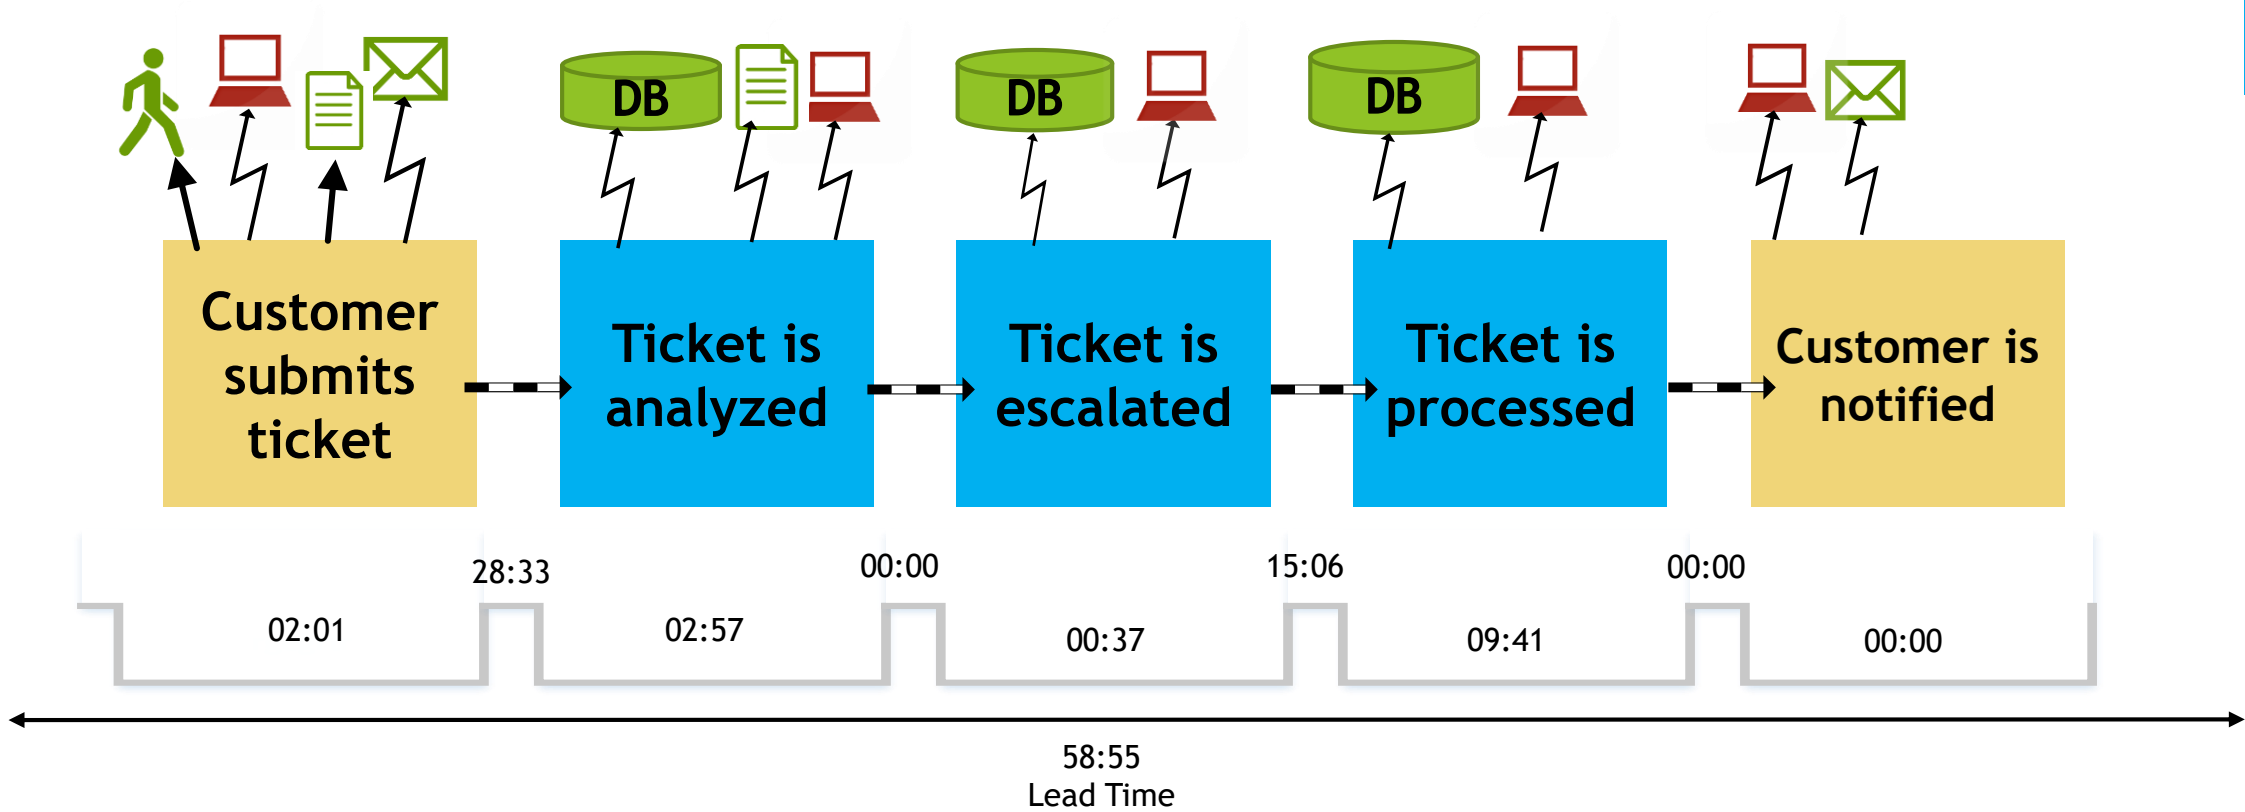 DB
DB
DB
Customer
submits
ticket
Ticket is
analyzed
Ticket is
escalated
Ticket is
processed
Customer is
notified
28:33
00:00
15:06
00:00
02:01
02:57
00:37
09:41
00:00
58:55
Lead Time